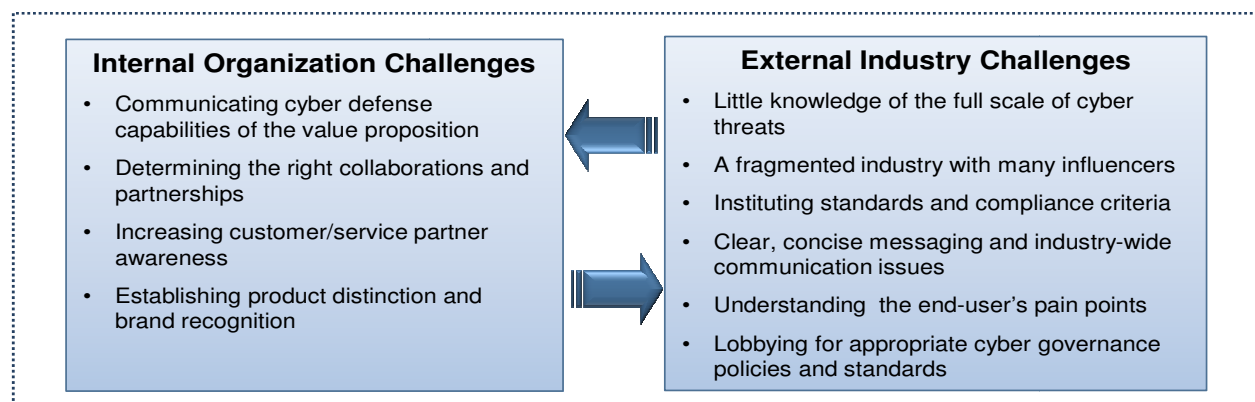 Internal Organization Challenges
• Communicating cyber defense
capabilities of the value proposition
• Determining the right collaborations and
partnerships
• Increasing customer/service partner
awareness
• Establishing product distinction and
brand recognition
External Industry Challenges
• Little knowledge of the full scale of cyber
threats
• A fragmented industry with many influencers
• Instituting standards and compliance criteria
• Clear, concise messaging and industry-wide
communication issues
• Understanding  the end-user’s pain points
• Lobbying for appropriate cyber governance
policies and standards